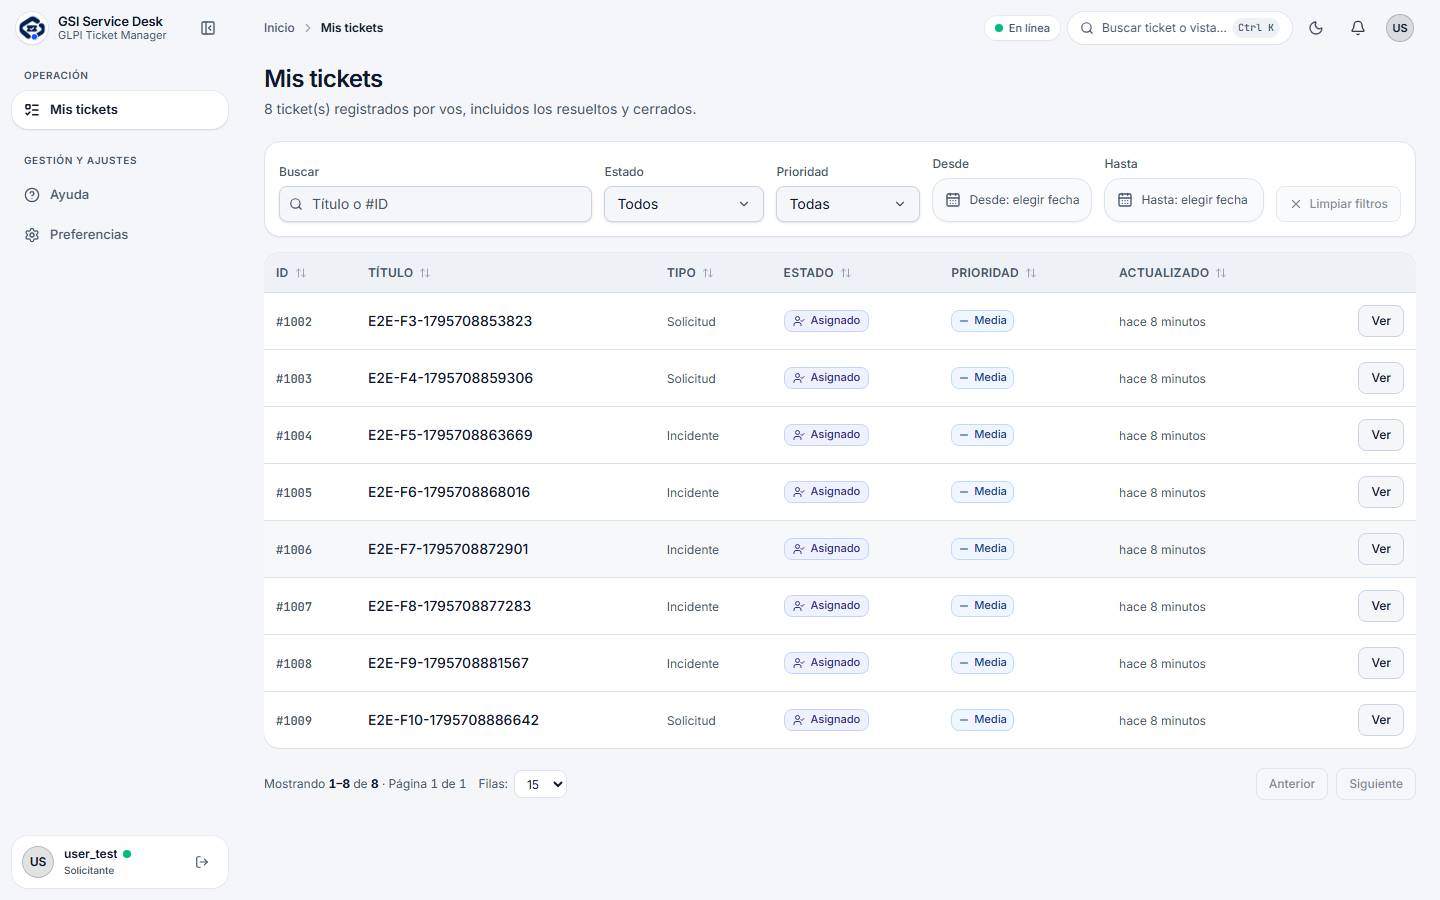 GSI Service Desk
GLPI Ticket Manager
OPERACIÓN
Mis tickets
GESTIÓN Y AJUSTES
Ayuda
Preferencias
US user_test
Solicitante
Inicio > Mis tickets
En línea
Buscar ticket o vista... Ctrl K
US
Mis tickets
8 ticket(s) registrados por vos, incluidos los resueltos y cerrados.
Buscar Estado Prioridad Desde Hasta
Título o #ID Todos Todas Desde: elegir fecha Hasta: elegir fecha Limpiar filtros
ID TÍTULO TIPO ESTADO PRIORIDAD ACTUALIZADO
#1002 E2E-F3-1795708853823 Solicitud Asignado Media hace 8 minutos Ver
#1003 E2E-F4-1795708859306 Solicitud Asignado Media hace 8 minutos Ver
#1004 E2E-F5-1795708863669 Incidente Asignado Media hace 8 minutos Ver
#1005 E2E-F6-1795708868016 Incidente Asignado Media hace 8 minutos Ver
#1006 E2E-F7-1795708872901 Incidente Asignado Media hace 8 minutos Ver
#1007 E2E-F8-1795708877283 Incidente Asignado Media hace 8 minutos Ver
#1008 E2E-F9-1795708881567 Incidente Asignado Media hace 8 minutos Ver
#1009 E2E-F10-1795708886642 Solicitud Asignado Media hace 8 minutos Ver
Mostrando 1–8 de 8 · Página 1 de 1 Filas: 15 Anterior Siguiente